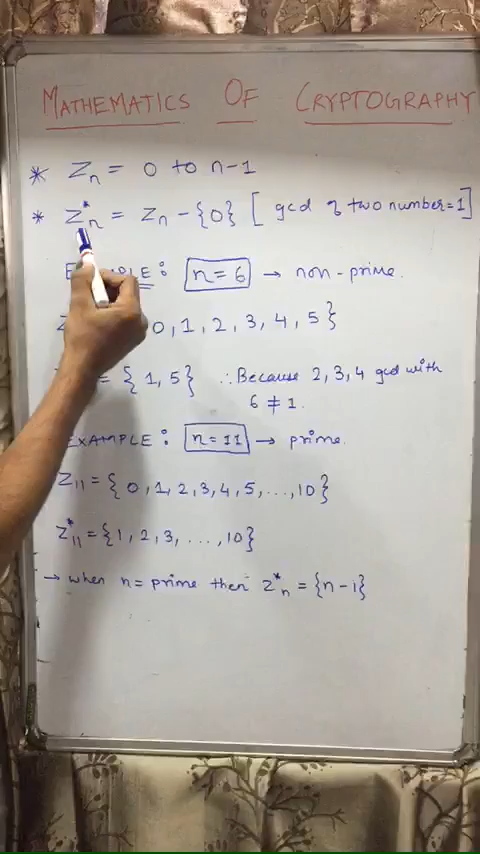 MATHEMATICS OF CRYPTOGRAPHY
* Zn = 0 to n-1
* Z*n = Zn - {0} [ gcd of two number=1]
: n = 6 → non-prime.
0, 1, 2, 3, 4, 5}
= {1, 5} ∴ Because 2, 3, 4 gcd with
6 ≠ 1.
EXAMPLE : n = 11 → prime.
Z11 = {0, 1, 2, 3, 4, 5, ..., 10}
Z*11 = {1, 2, 3, ..., 10}
→ when n = prime then Z*n = {n-1}